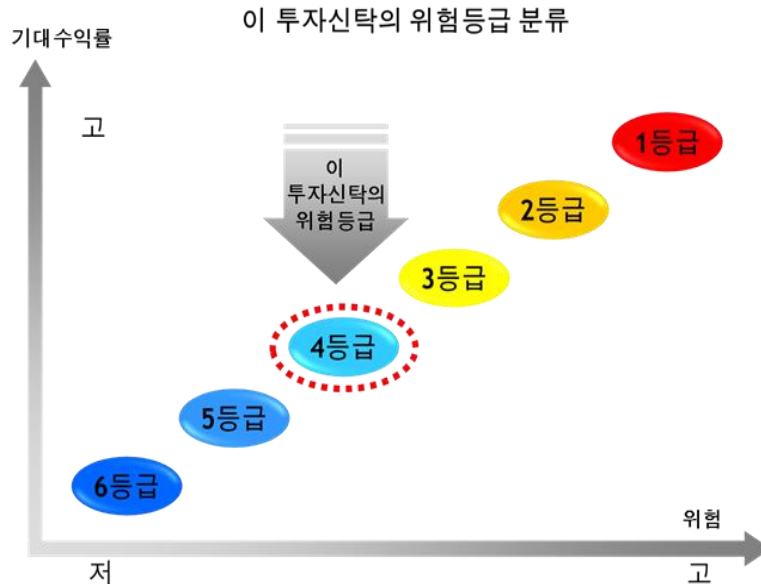 이 투자신탁의 위험등급 분류
기대수익률
고
1등급
이
투자신탁의
위험등급
2등급
3등급
4등급
5등급
6등급
위험
저
고